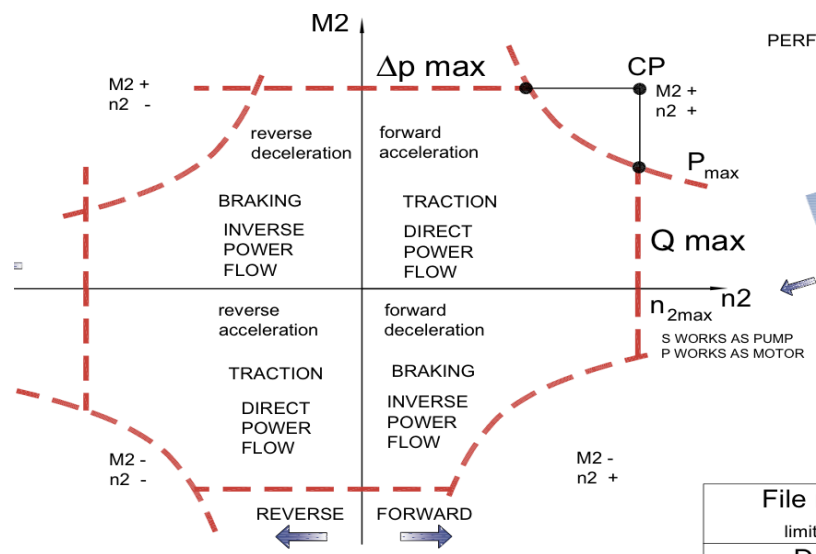 M2
PERF
Δp max
CP
M2 +
n2 -
M2 +
n2 +
reverse
deceleration
forward
acceleration
Pmax
BRAKING
TRACTION
INVERSE
POWER
FLOW
DIRECT
POWER
FLOW
Q max
n2max
n2
reverse
acceleration
forward
deceleration
S WORKS AS PUMP
P WORKS AS MOTOR
TRACTION
BRAKING
DIRECT
POWER
FLOW
INVERSE
POWER
FLOW
M2 -
n2 -
M2 -
n2 +
REVERSE
FORWARD
File
limit